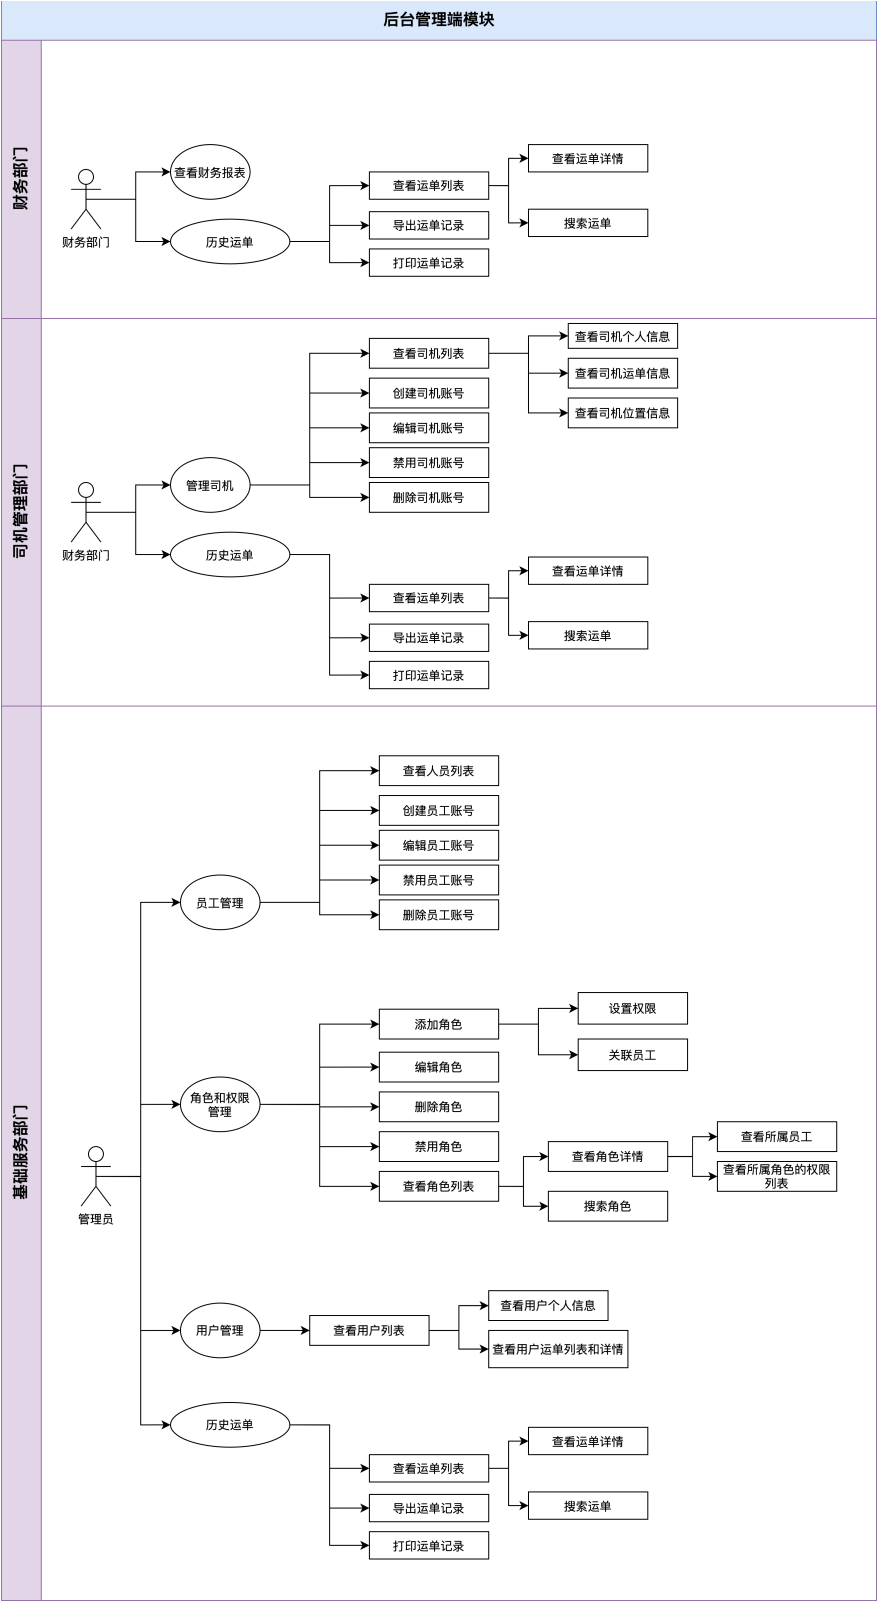 后台管理端模块
财务部门
财务部门
查看财务报表
历史运单
查看运单列表
导出运单记录
打印运单记录
查看运单详情
搜索运单
司机管理部门
财务部门
管理司机
历史运单
查看司机列表
创建司机账号
编辑司机账号
禁用司机账号
删除司机账号
查看司机个人信息
查看司机运单信息
查看司机位置信息
查看运单列表
导出运单记录
打印运单记录
查看运单详情
搜索运单
基础服务部门
管理员
员工管理
查看人员列表
创建员工账号
编辑员工账号
禁用员工账号
删除员工账号
角色和权限
管理
添加角色
编辑角色
删除角色
禁用角色
查看角色列表
设置权限
关联员工
查看角色详情
搜索角色
查看所属员工
查看所属角色的权限
列表
用户管理
查看用户列表
查看用户个人信息
查看用户运单列表和详情
历史运单
查看运单列表
导出运单记录
打印运单记录
查看运单详情
搜索运单